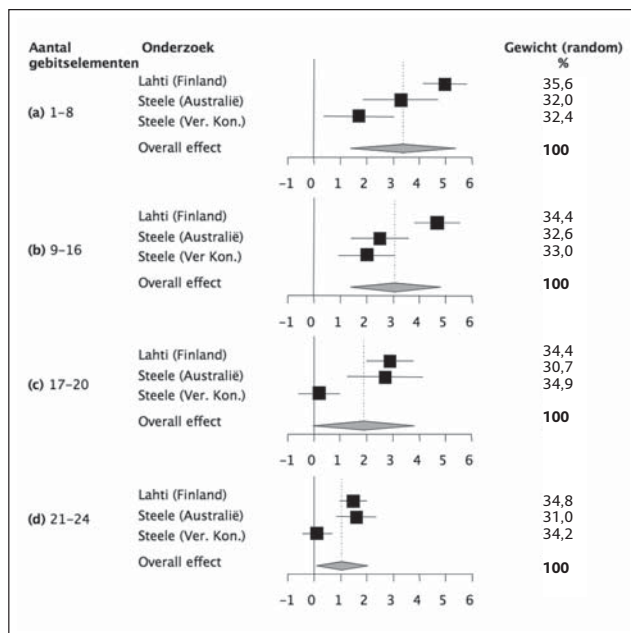 Aantal gebitselementen Onderzoek Gewicht (random) %
Lahti (Finland) 35,6
Steele (Australië) 32,0
(a) 1–8
Steele (Ver. Kon.) 32,4
Overall effect 100
–1 0 1 2 3 4 5 6
Lahti (Finland) 34,4
Steele (Australië) 32,6
(b) 9–16
Steele (Ver Kon.) 33,0
Overall effect 100
–1 0 1 2 3 4 5 6
Lahti (Finland) 34,4
Steele (Australië) 30,7
(c) 17–20
Steele (Ver. Kon.) 34,9
Overall effect 100
–1 0 1 2 3 4 5 6
Lahti (Finland) 34,8
Steele (Australië) 31,0
(d) 21–24
Steele (Ver. Kon.) 34,2
Overall effect 100
–1 0 1 2 3 4 5 6